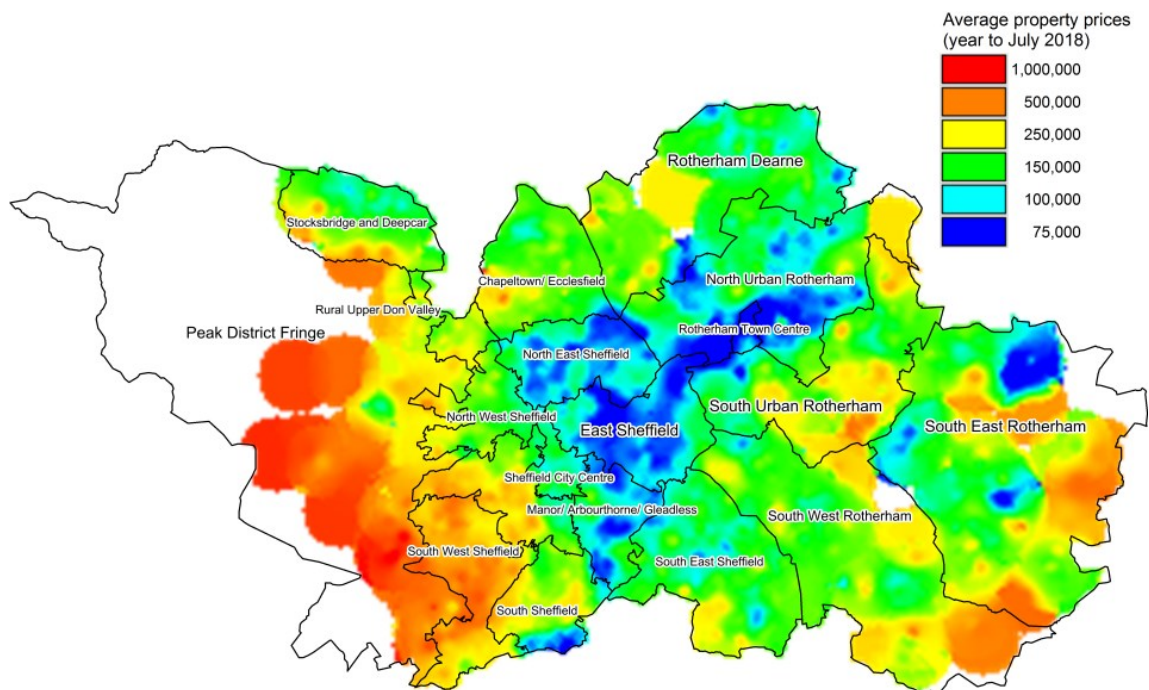 Average property prices
(year to July 2018)
1,000,000
500,000
250,000
150,000
100,000
75,000
Rotherham Dearne
Stocksbridge and Deepcar
Chapeltown/ Ecclesfield
North Urban Rotherham
Rural Upper Don Valley
Peak District Fringe
Rotherham Town Centre
North East Sheffield
South Urban Rotherham
North West Sheffield
East Sheffield
South East Rotherham
Sheffield City Centre
Manor/ Arbourthorne/ Gleadless
South West Rotherham
South West Sheffield
South East Sheffield
South Sheffield